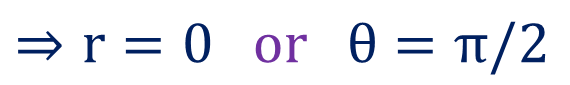 ⇒ r = 0 or θ = π/2